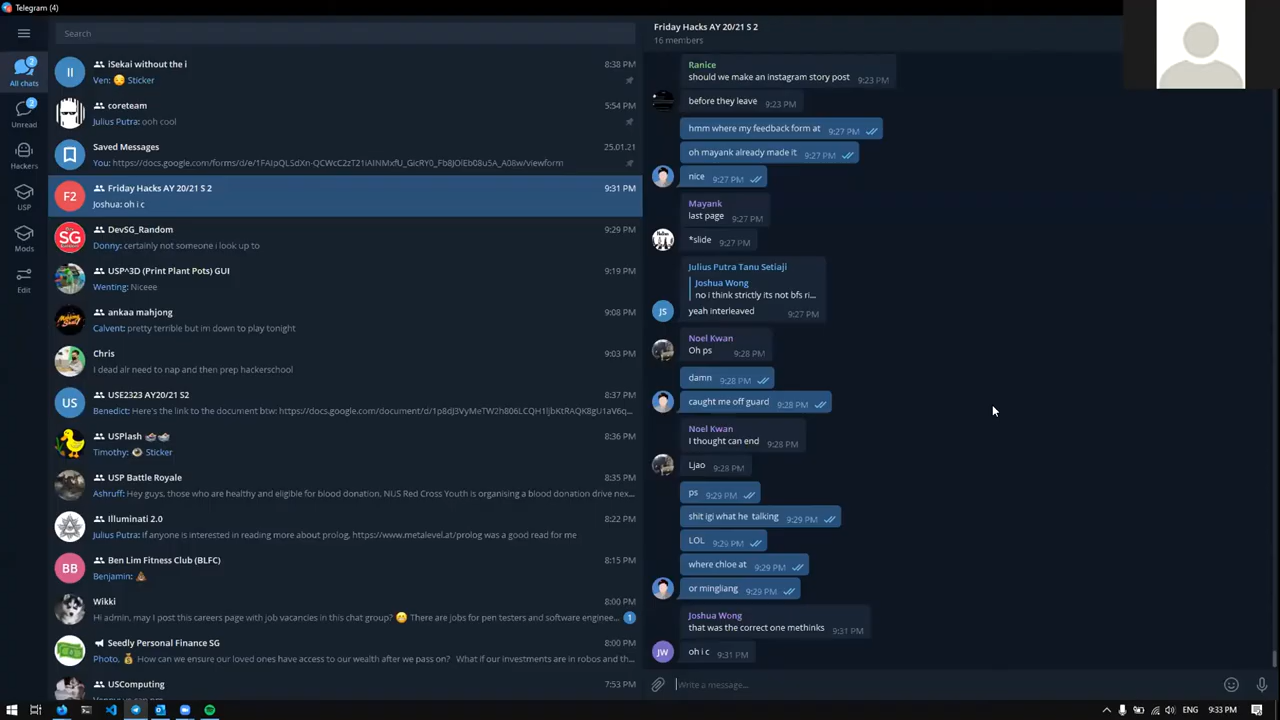 Telegram (4)
Search
2
All chats
2
Unread
Hackers
USP
Mods
Edit
II
iSekai without the i
8:38 PM
Ven: 😔 Sticker
coreteam
5:54 PM
Julius Putra: ooh cool
Saved Messages
25.01.21
F2
Friday Hacks AY 20/21 S 2
9:31 PM
Joshua: oh i c
SG
DevSG_Random
9:29 PM
Donny: certainly not someone i look up to
USP^3D (Print Plant Pots) GUI
9:19 PM
Wenting: Niceee
ankaa mahjong
9:08 PM
Calvent: pretty terrible but im down to play tonight
Chris
9:03 PM
I dead alr need to nap and then prep hackerschool
US
USE2323 AY20/21 S2
8:37 PM
Benedict: Here's the link to the document btw:
USPlash
8:36 PM
Timothy: 👁 Sticker
USP Battle Royale
8:35 PM
Ashruff: Hey guys, those who are healthy and eligible for blood donation, NUS Red Cross Youth is organising a blood donation drive nex...
Illuminati 2.0
8:22 PM
Julius Putra: If anyone is interested in reading more about prolog, https://www.metalevel.at/prolog was a good read for me
BB
Ben Lim Fitness Club (BLFC)
8:15 PM
Benjamin: 💩
Wikki
8:00 PM
Hi admin, may I post this careers page with job vacancies in this chat group? There are jobs for pen testers and software enginee...
1
Seedly Personal Finance SG
8:00 PM
Photo, 💰 How can we ensure our loved ones have access to our wealth after we pass on? What if our investments are in robos and th...
USComputing
7:53 PM
Friday Hacks AY 20/21 S 2
16 members
Ranice
should we make an instagram story post 9:23 PM
before they leave 9:23 PM
hmm where my feedback form at 9:27 PM
oh mayank already made it 9:27 PM
nice 9:27 PM
Mayank
last page 9:27 PM
*slide 9:27 PM
Julius Putra Tanu Setiaji
Joshua Wong
no i think strictly its not bfs ri...
JS
yeah interleaved 9:27 PM
Noel Kwan
Oh ps 9:28 PM
damn 9:28 PM
caught me off guard 9:28 PM
Noel Kwan
I thought can end 9:28 PM
Ljao 9:28 PM
ps 9:29 PM
shit igi what he talking 9:29 PM
LOL 9:29 PM
where chloe at 9:29 PM
or mingliang 9:29 PM
Joshua Wong
that was the correct one methinks 9:31 PM
JW
oh i c 9:31 PM
Write a message...
ENG
9:33 PM